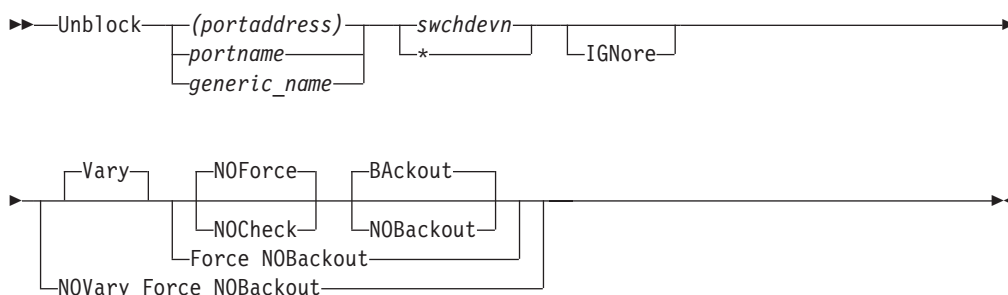 Unblock (portaddress) swchdevn
portname * IGNore
generic_name
Vary NOForce BAckout
NOCheck NOBackout
Force NOBackout
NOVary Force NOBackout